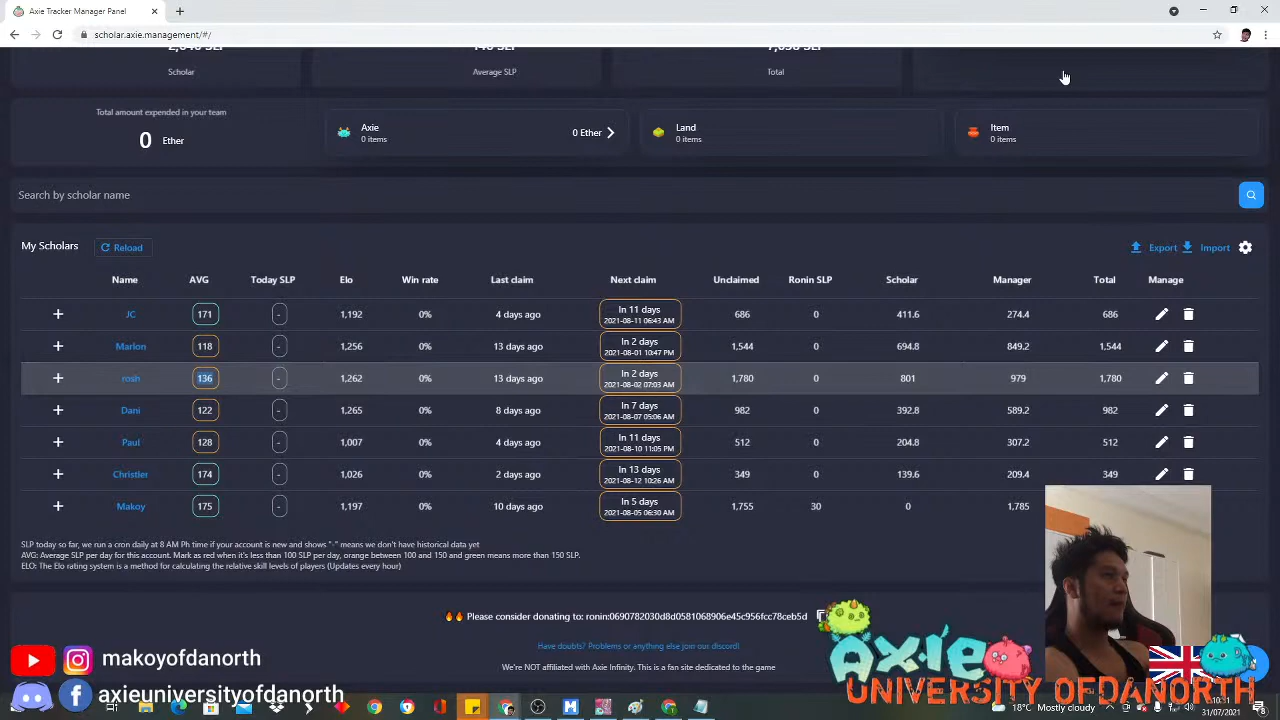 Axie Tracker Manage Panel
scholar.axie.management/#/
2,046 SLP
146 SLP
Scholar Average SLP Total
Total amount expended in your team
0 Ether
Axie
0 items
0 Ether
Land
0 items
Item
0 items
Search by scholar name
My Scholars Reload Export Import
Name AVG Today SLP Elo Win rate Last claim Next claim Unclaimed Ronin SLP Scholar Manager Total Manage
JC 171 - 1,192 0% 4 days ago In 11 days 2021-08-11 06:43 AM 686 0 411.6 274.4 686
Marlon 118 - 1,256 0% 13 days ago In 2 days 2021-08-01 10:47 PM 1,544 0 694.8 849.2 1,544
rosh 136 - 1,262 0% 13 days ago In 2 days 2021-08-02 07:03 AM 1,780 0 801 979 1,780
Dani 122 - 1,265 0% 8 days ago In 7 days 2021-08-07 05:06 AM 982 0 392.8 589.2 982
Paul 128 - 1,007 0% 4 days ago In 11 days 2021-08-10 11:05 PM 512 0 204.8 307.2 512
Christler 174 - 1,026 0% 2 days ago In 13 days 2021-08-12 10:26 AM 349 0 139.6 209.4 349
Makoy 175 - 1,197 0% 10 days ago In 5 days 2021-08-05 06:30 AM 1,755 30 0 1,785
SLP today so far, we run a cron daily at 8 AM Ph time if your account is new and shows "-" means we don't have historical data yet
AVG: Average SLP per day for this account. Mark as red when it's less than 100 SLP per day, orange between 100 and 150 and green means more than 150 SLP.
ELO: The Elo rating system is a method for calculating the relative skill levels of players (Updates every hour)
Please consider donating to: ronin:0690782030d8d0581068906e45c956fcc78ceb5d
Have doubts? Problems or anything else join our discord!
We're NOT affiliated with Axie Infinity. This is a fan site dedicated to the game
makoyofdanorth
axieuniversityofdanorth
Axie
UNIVERSITY OFDANORTH
18°C Mostly Cloudy
31/07/2021